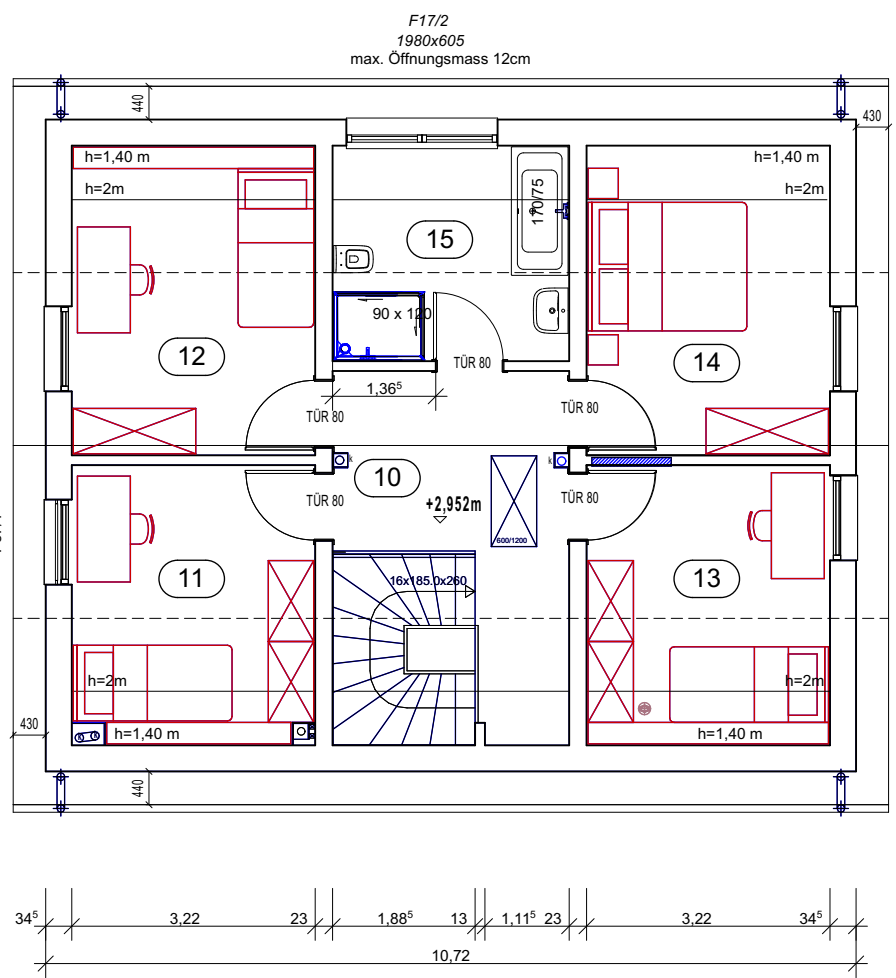 F17/2
1980x605
max. Öffnungsmass 12cm
440
430
h=1,40 m
h=1,40 m
h=2m
h=2m
170/75
15
90 x 120
12
14
TÜR 80
1,36⁵
TÜR 80
TÜR 80
k
k
10
TÜR 80
+2,952m
TÜR 80
600/1200
11
16x185.0x260
13
h=2m
h=2m
430
h=1,40 m
h=1,40 m
440
34⁵
3,22
23
1,88⁵
13
1,11⁵
23
3,22
34⁵
10,72